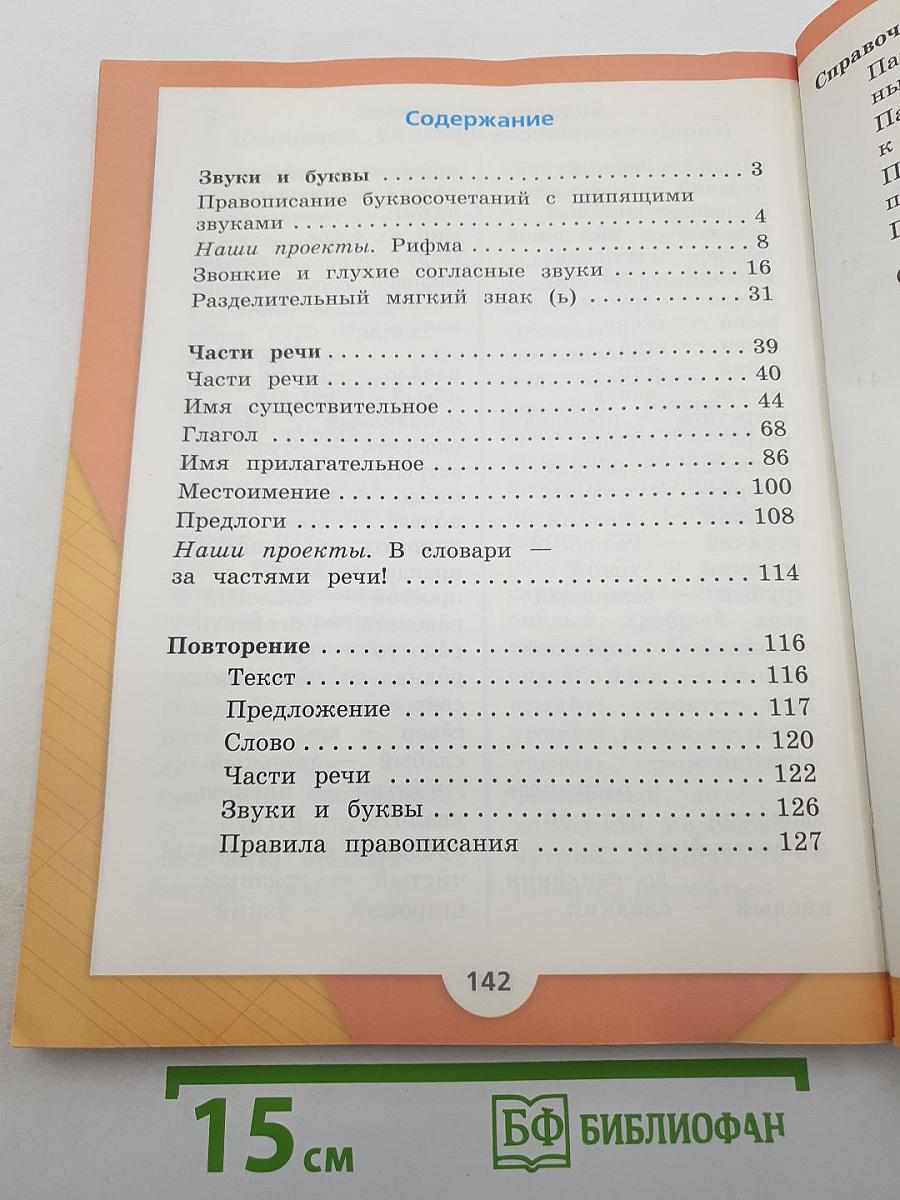 Содержание
Звуки и буквы .............................. 3
Правописание буквосочетаний с шипящими
звуками .................................... 4
Наши проекты. Рифма ...................... 8
Звонкие и глухие согласные звуки .......... 16
Разделительный мягкий знак (ь) ............ 31
Части речи ................................. 39
Части речи ................................. 40
Имя существительное ....................... 44
Глагол ..................................... 68
Имя прилагательное ........................ 86
Местоимение ............................... 100
Предлоги ................................... 108
Наши проекты. В словари —
за частями речи! ........................... 114
Повторение ................................ 116
Текст ..................................... 116
Предложение ............................... 117
Слово ..................................... 120
Части речи ................................ 122
Звуки и буквы ............................. 126
Правила правописания ..................... 127
142
15 см
БФ БИБЛИОФАН